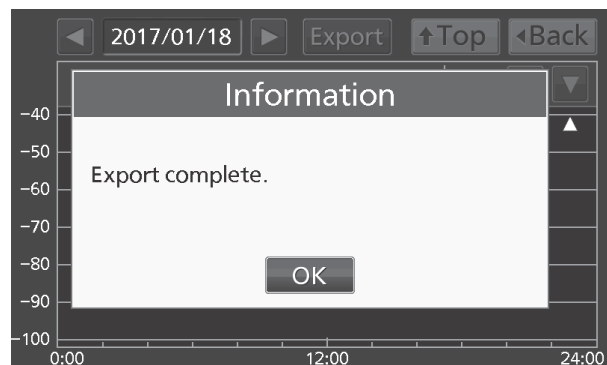 ◀ 2017/01/18 ▶ Export ↑Top ◂Back
Information
Export complete.
OK
▼
▲
-40
-50
-60
-70
-80
-90
-100
0:00 12:00 24:00